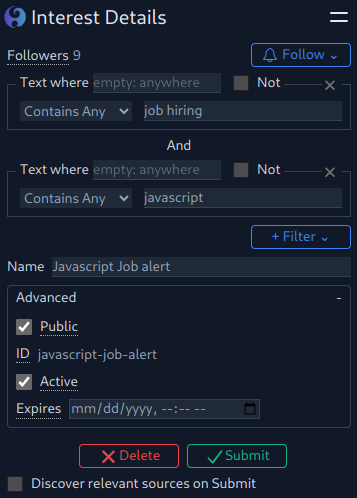 Interest Details
Followers 9
Follow
Text where empty: anywhere Not
Contains Any job hiring
And
Text where empty: anywhere Not
Contains Any javascript
+ Filter
Name Javascript Job alert
Advanced -
Public
ID javascript-job-alert
Active
Expires mm/dd/yyyy, --:-- --
Delete Submit
Discover relevant sources on Submit